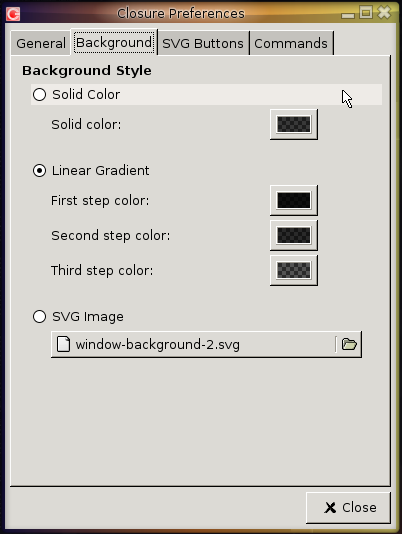 Closure Preferences
General Background SVG Buttons Commands
Background Style
Solid Color
Solid color:
Linear Gradient
First step color:
Second step color:
Third step color:
SVG Image
window-background-2.svg
Close